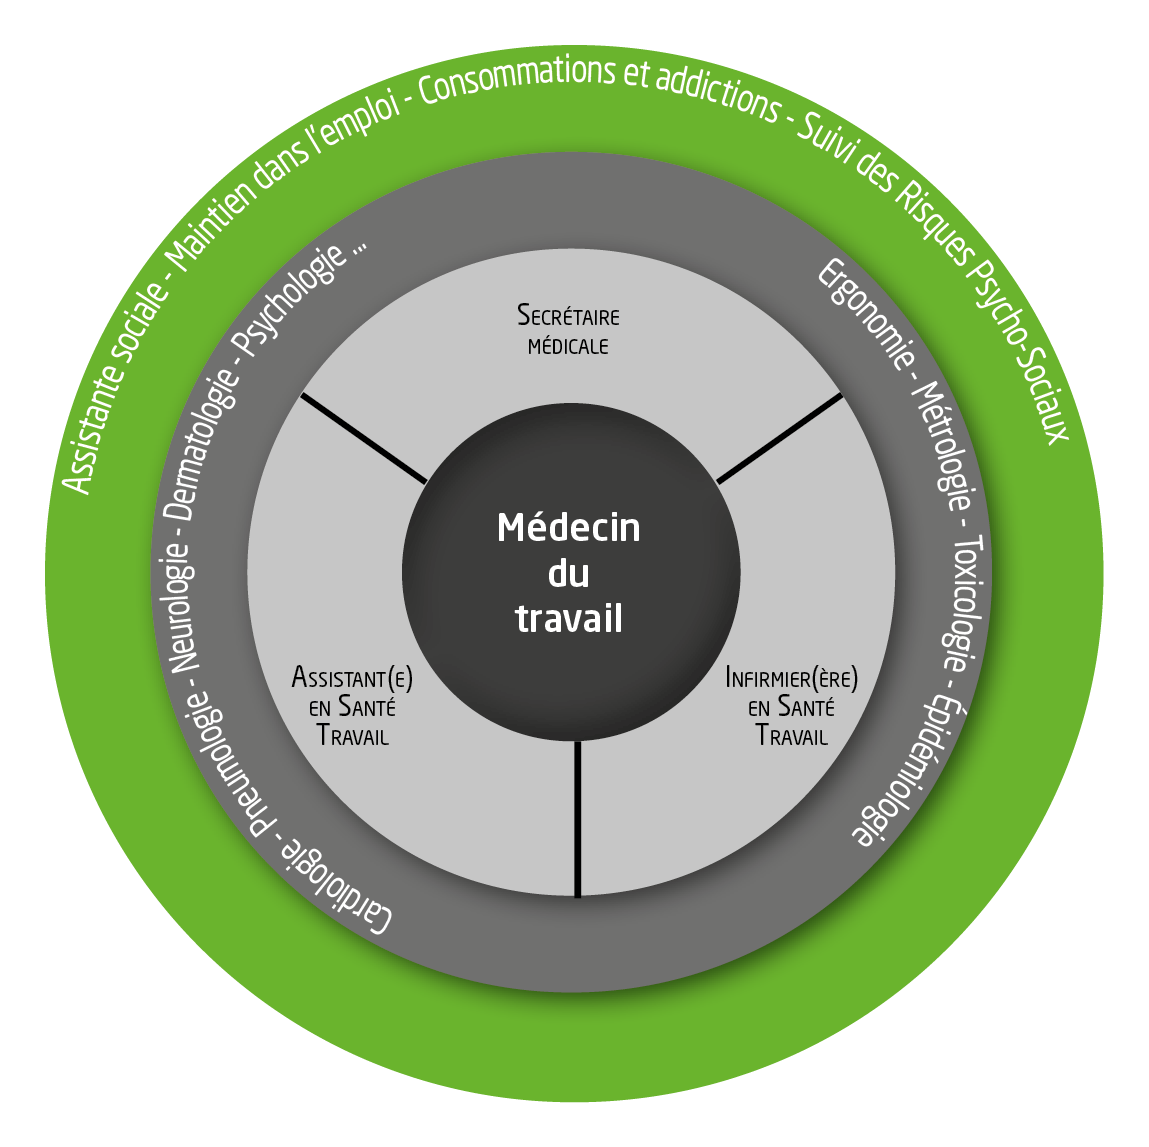 Assistante sociale - Maintien dans l'emploi - Consommations et addictions - Suivi des Risques Psycho-Sociaux
Cardiologie - Pneumologie - Neurologie - Dermatologie - Psychologie ...
Ergonomie - Métrologie - Toxicologie - Épidémiologie
Secrétaire
médicale
Médecin
du
travail
Assistant(e)
en Santé
Travail
Infirmier(ère)
en Santé
Travail